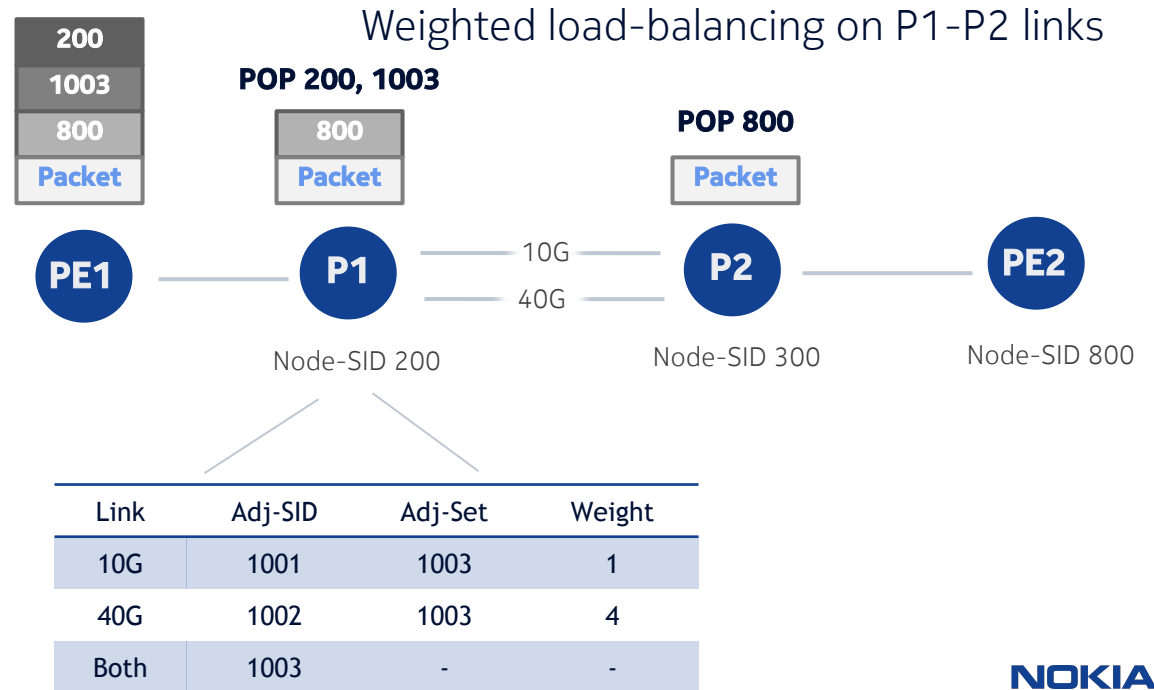 Weighted load-balancing on P1-P2 links
200
1003
800
Packet
POP 200, 1003
800
Packet
POP 800
Packet
PE1
P1
10G
40G
P2
PE2
Node-SID 200
Node-SID 300
Node-SID 800
Link Adj-SID Adj-Set Weight
10G 1001 1003 1
40G 1002 1003 4
Both 1003 - -
NOKIA